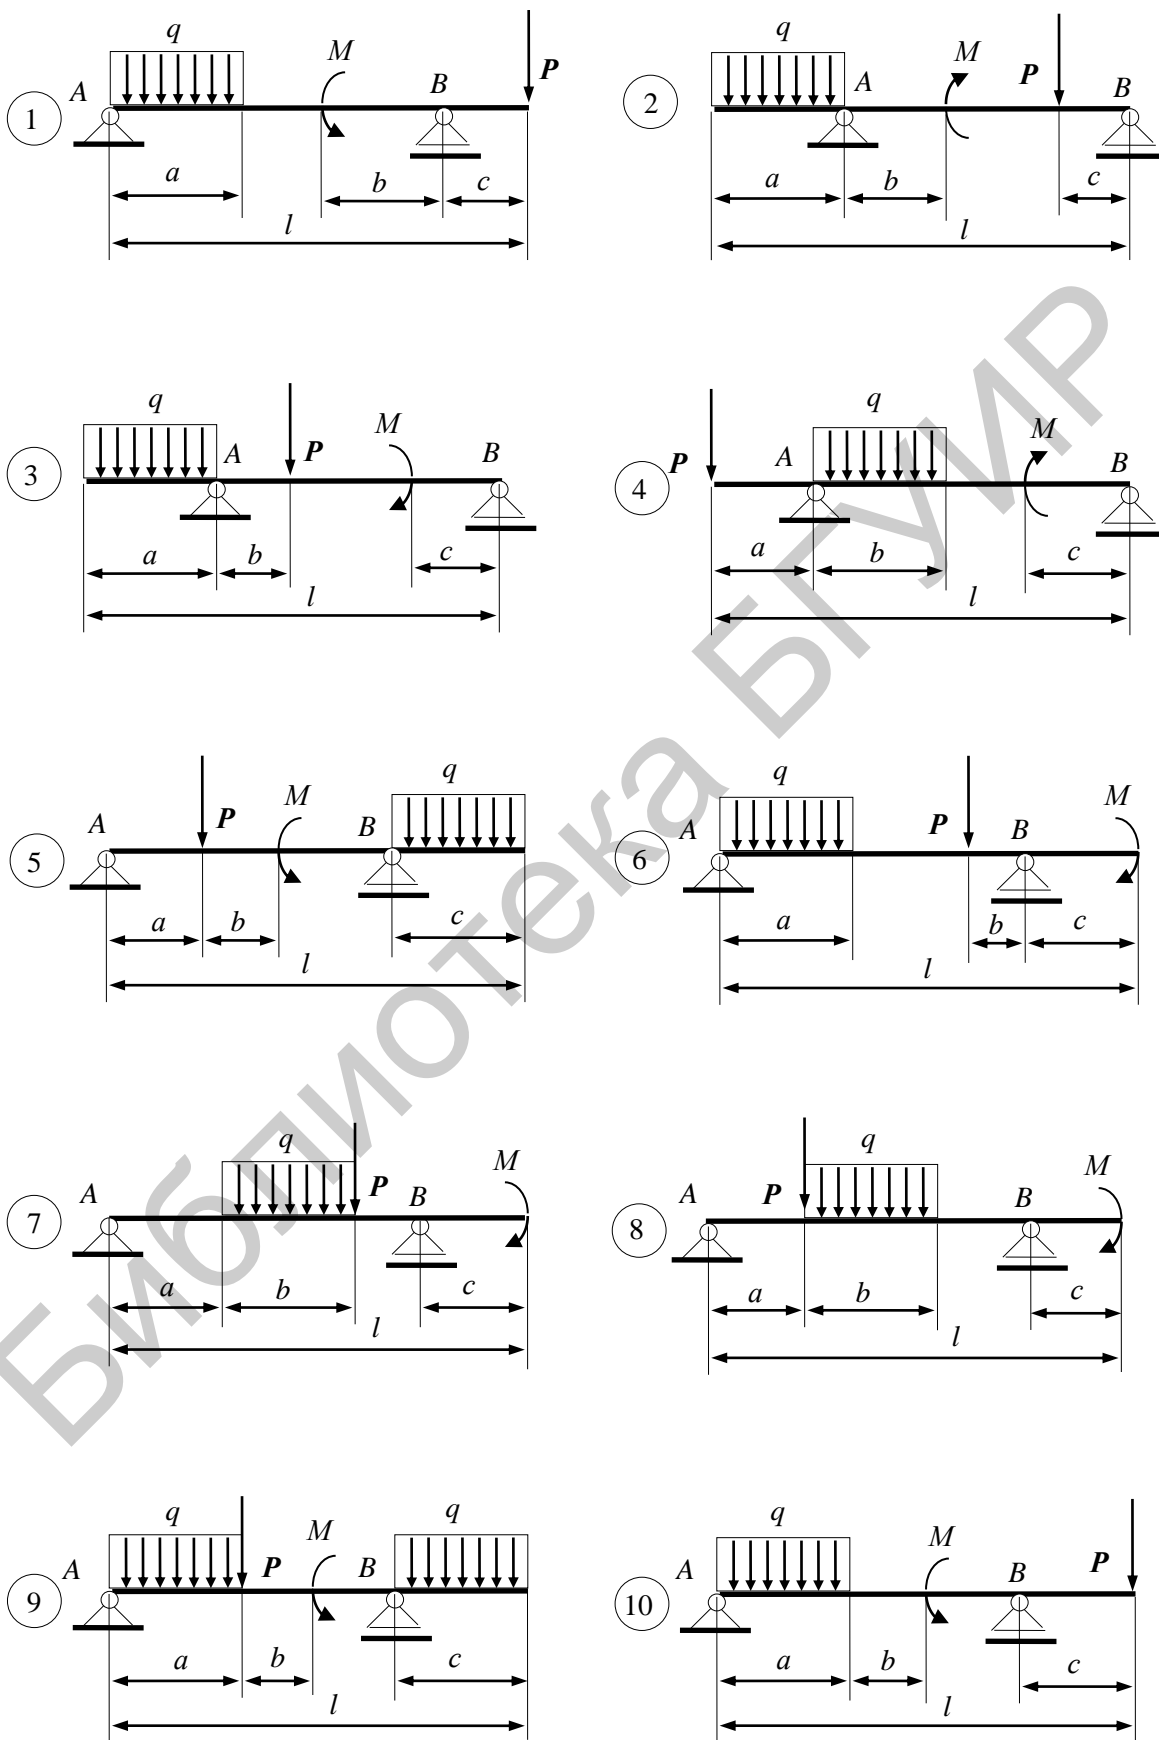 1 A q M B P
a b c
l
2 q A M P B
a b c
l
3 q A P M B
a b c
l
4 P A q M B
a b c
l
5 A P M B q
a b c
l
6 A q P B M
a b c
l
7 A q P B M
a b c
l
8 A P q B M
a b c
l
9 A q P M B q
a b c
l
10 A q M B P
a b c
l
Библиотека БГУИР